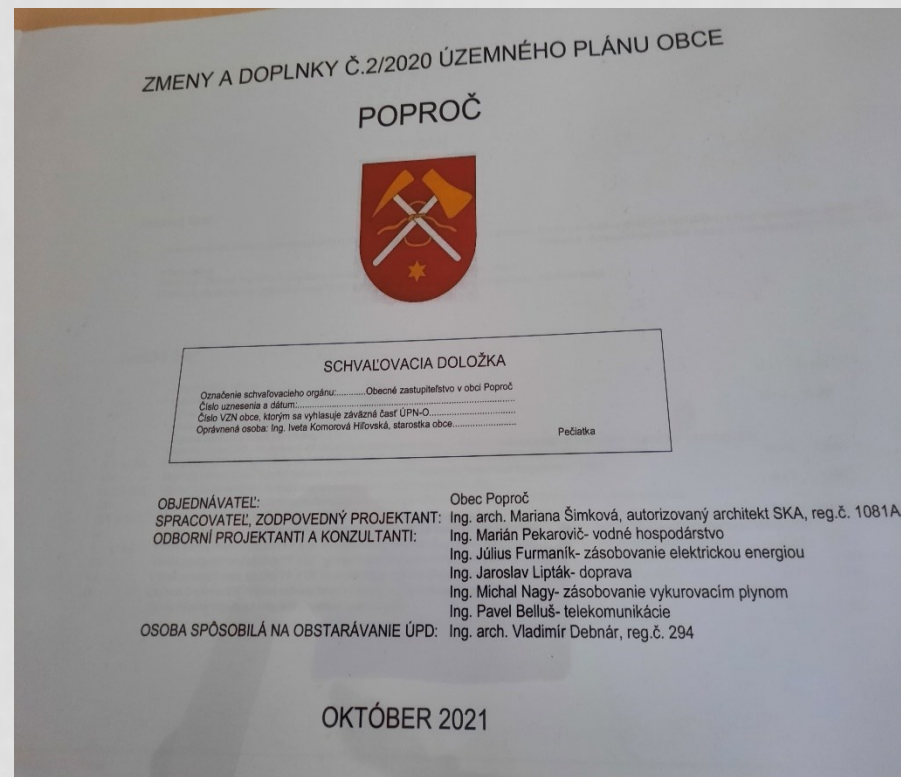 ZMENY A DOPLNKY Č.2/2020 ÚZEMNÉHO PLÁNU OBCE
POPROČ
SCHVAĽOVACIA DOLOŽKA
Označenie schvaľovacieho orgánu:............Obecné zastupiteľstvo v obci Poproč
Číslo uznesenia a dátum:..............................................................................
Číslo VZN obce, ktorým sa vyhlasuje záväzná časť ÚPN-O................................
Oprávnená osoba: Ing. Iveta Komorová Hiľovská, starostka obce........................
Pečiatka
OBJEDNÁVATEĽ: Obec Poproč
SPRACOVATEĽ, ZODPOVEDNÝ PROJEKTANT: Ing. arch. Mariana Šimková, autorizovaný architekt SKA, reg.č. 1081A
ODBORNÍ PROJEKTANTI A KONZULTANTI: Ing. Marián Pekarovič- vodné hospodárstvo
Ing. Július Furmaník- zásobovanie elektrickou energiou
Ing. Jaroslav Lipták- doprava
Ing. Michal Nagy- zásobovanie vykurovacím plynom
Ing. Pavel Belluš- telekomunikácie
OSOBA SPÔSOBILÁ NA OBSTARÁVANIE ÚPD: Ing. arch. Vladimír Debnár, reg.č. 294
OKTÓBER 2021